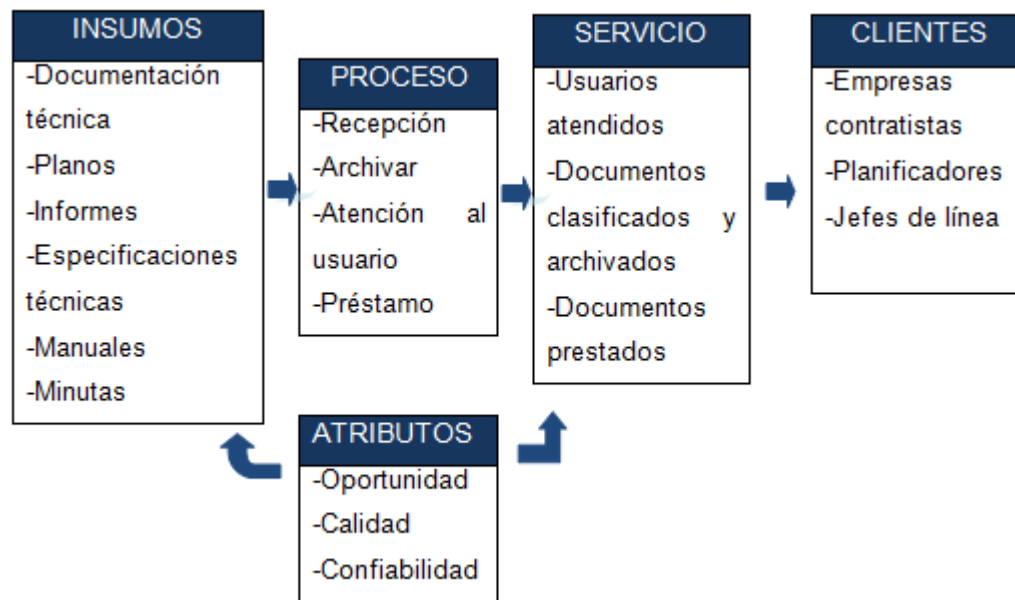 INSUMOS
-Documentación
técnica
-Planos
-Informes
-Especificaciones
técnicas
-Manuales
-Minutas
PROCESO
-Recepción
-Archivar
-Atención al
usuario
-Préstamo
SERVICIO
-Usuarios
atendidos
-Documentos
clasificados y
archivados
-Documentos
prestados
CLIENTES
-Empresas
contratistas
-Planificadores
-Jefes de línea
ATRIBUTOS
-Oportunidad
-Calidad
-Confiabilidad